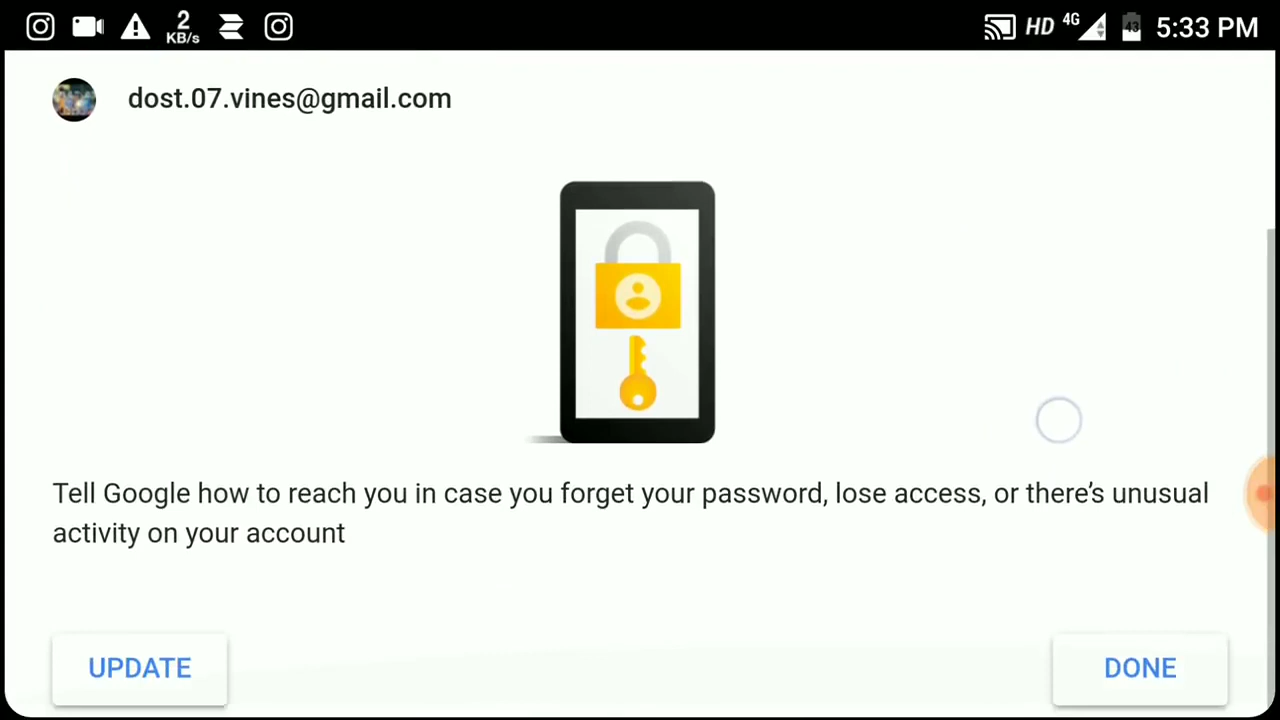 2 KB/s HD 4G 43 5:33 PM
dost.07.vines@gmail.com
Tell Google how to reach you in case you forget your password, lose access, or there’s unusual
activity on your account
UPDATE DONE